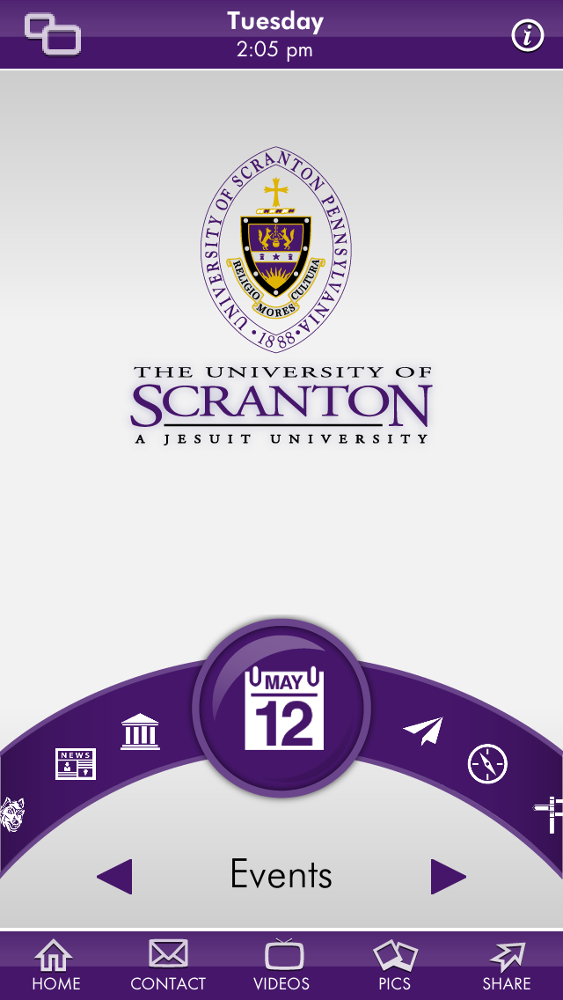 Tuesday
2:05 pm
UNIVERSITY OF SCRANTON PENNSYLVANIA
RELIGIO MORES CULTURA
• 1888 •
THE UNIVERSITY OF
SCRANTON
A JESUIT UNIVERSITY
MAY
12
NEWS
Events
HOME CONTACT VIDEOS PICS SHARE